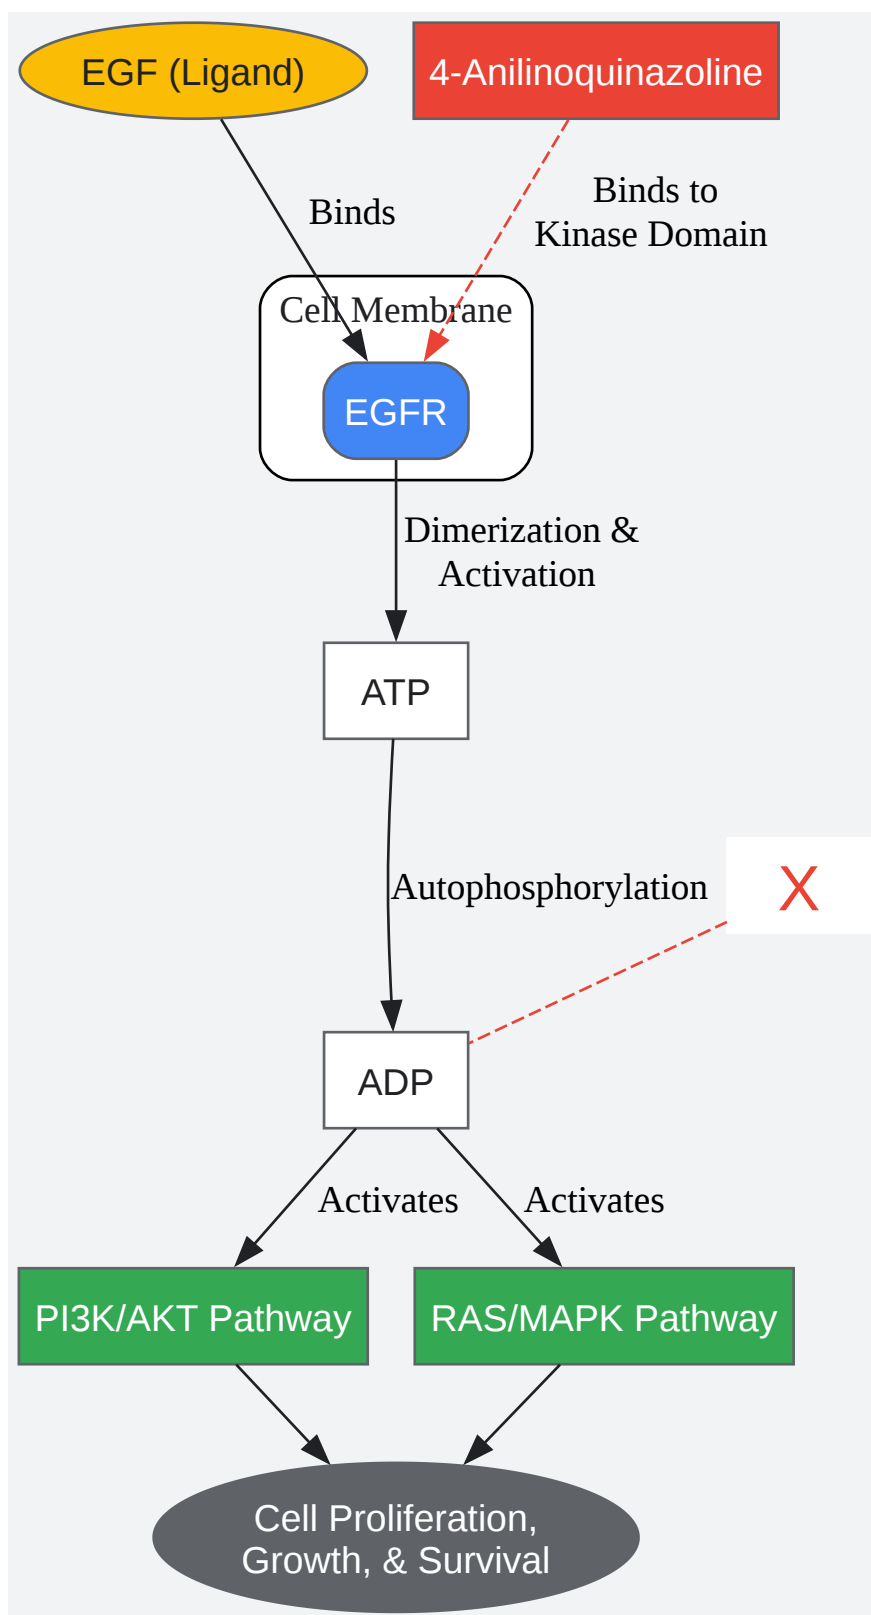 EGF (Ligand)
4-Anilinoquinazoline
Binds
Binds to
Kinase Domain
Cell Membrane
EGFR
Dimerization &
Activation
ATP
Autophosphorylation
X
ADP
Activates
Activates
PI3K/AKT Pathway
RAS/MAPK Pathway
Cell Proliferation,
Growth, & Survival